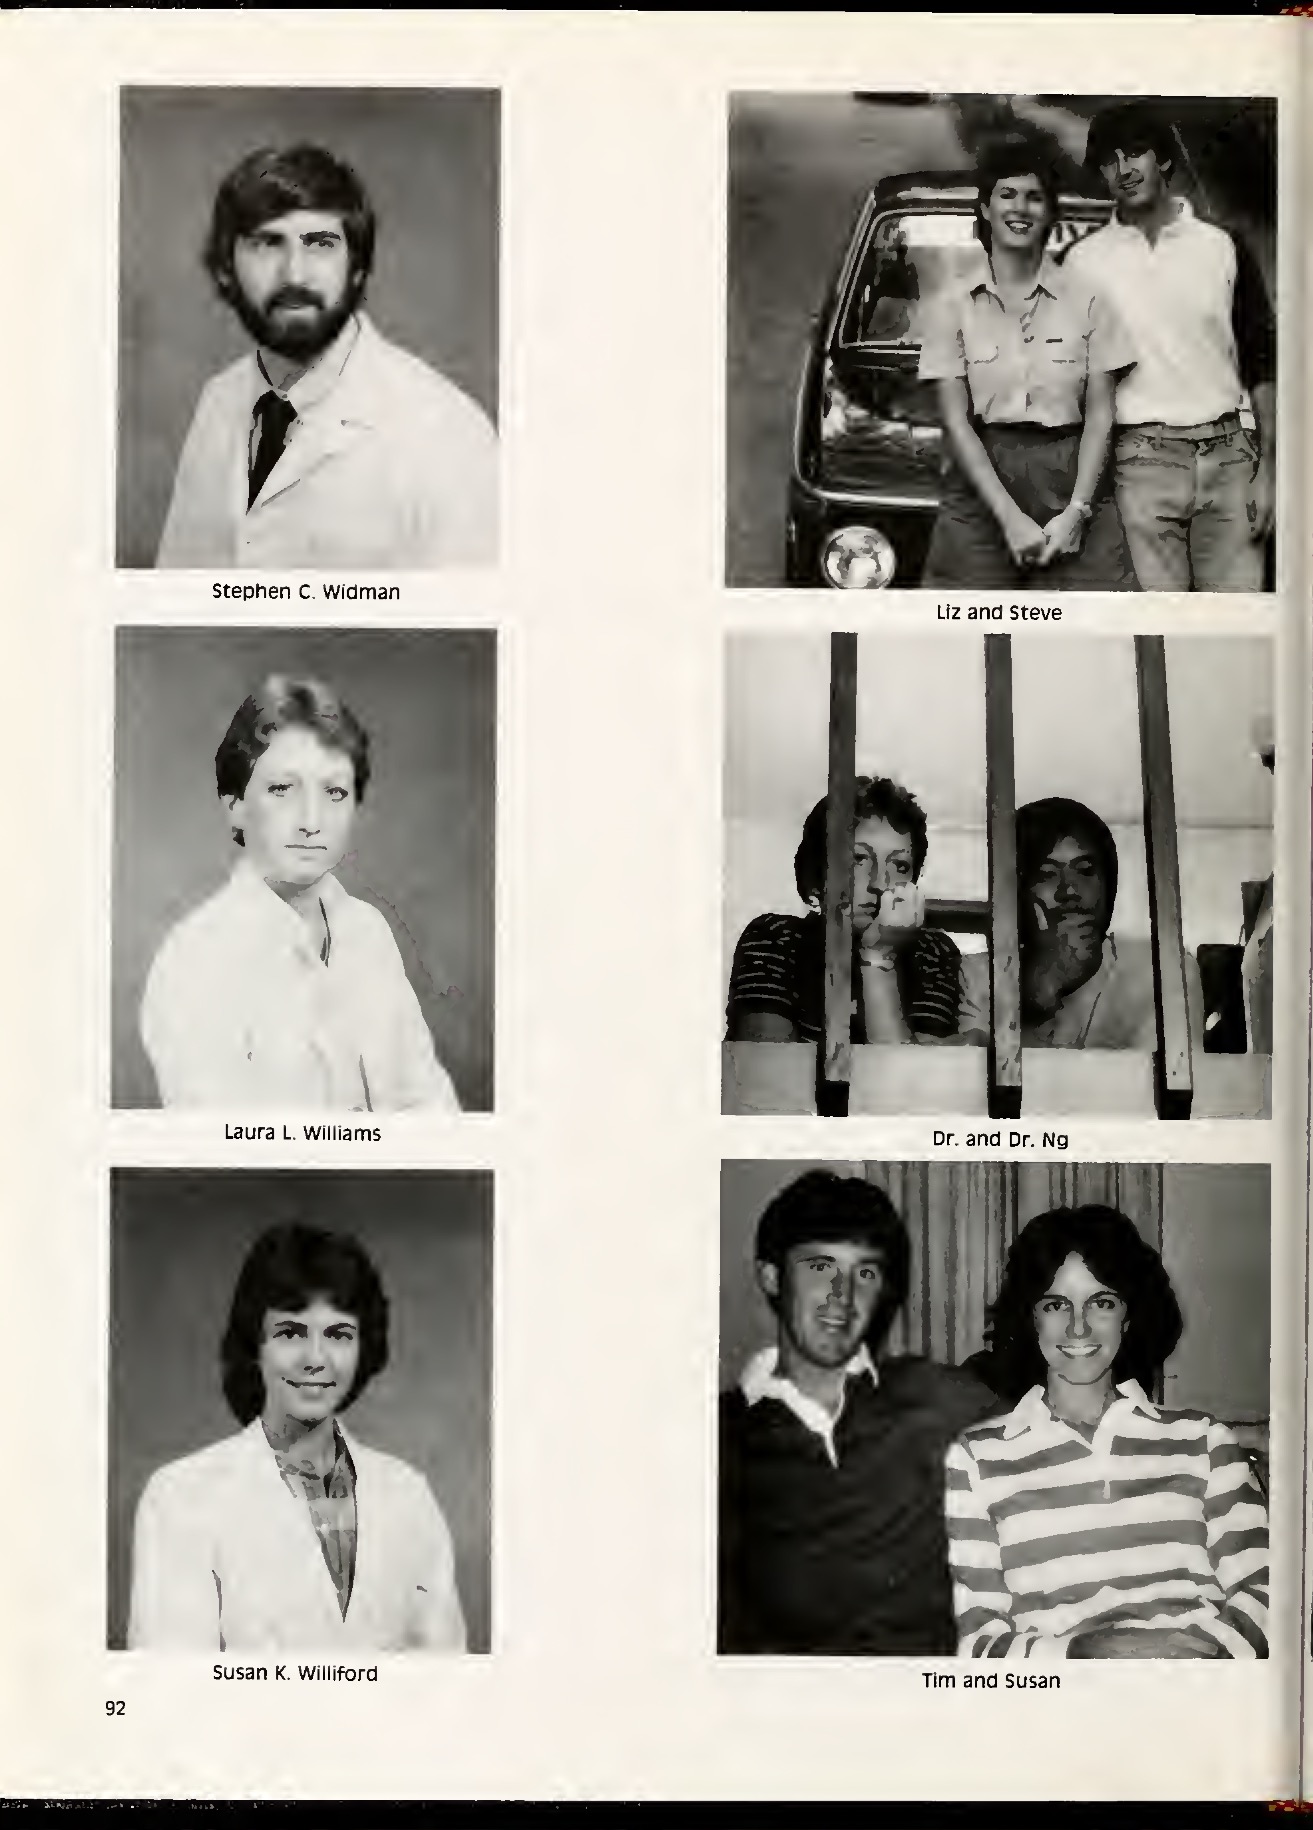 Stephen C. Widman
Liz and Steve
Laura L. Williams
Dr. and Dr. Ng
Susan K. Williford
Tim and Susan
92